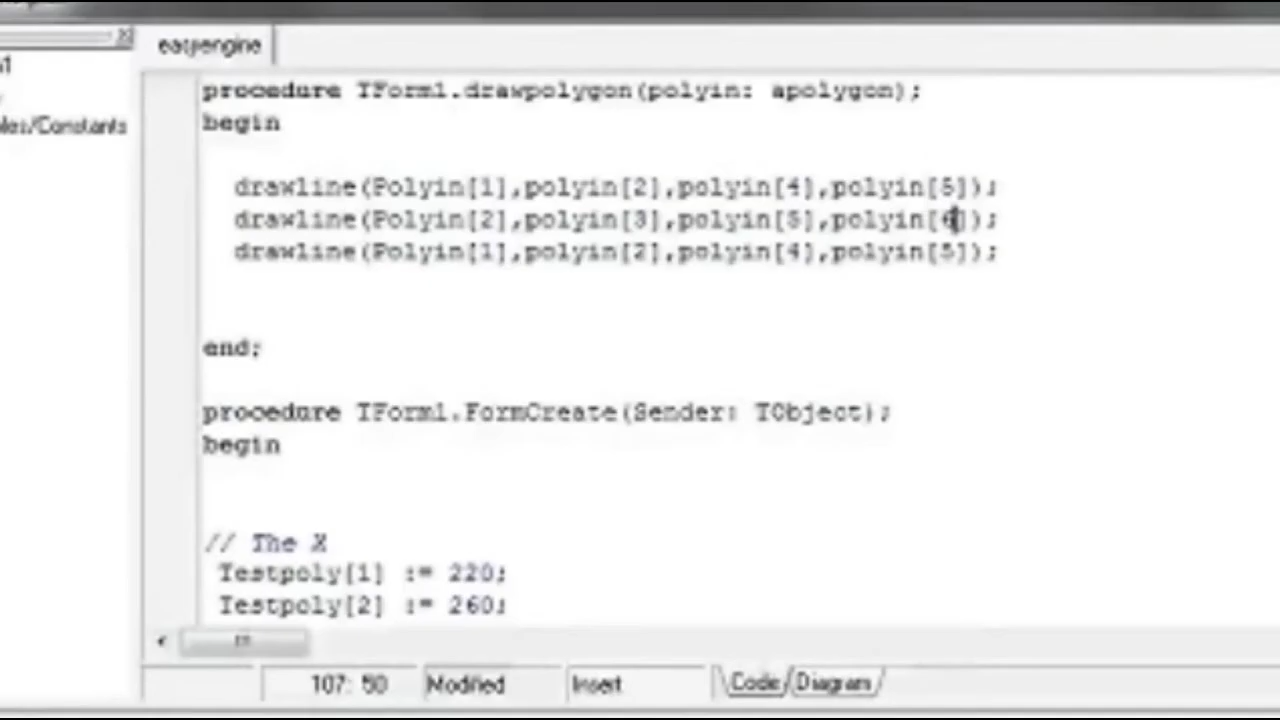 easyengine
les/Constants
procedure TForm1.drawpolygon(polyin: apolygon);
begin
drawline(Polyin[1],polyin[2],polyin[4],polyin[5]);
drawline(Polyin[2],polyin[3],polyin[5],polyin[6]);
drawline(Polyin[1],polyin[2],polyin[4],polyin[5]);
end;
procedure TForm1.FormCreate(Sender: TObject);
begin
// The X
Testpoly[1] := 220;
Testpoly[2] := 260;
107: 50 Modified Insert Code Diagram